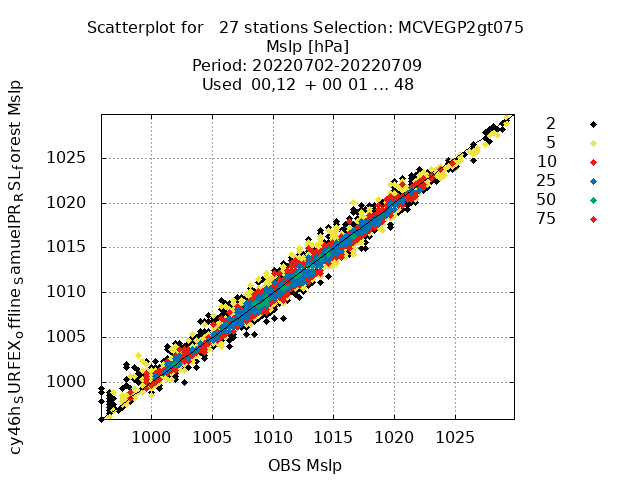 Scatterplot for 27 stations Selection: MCVEGP2gt075
Mslp [hPa]
Period: 20220702-20220709
Used 00,12 + 00 01 ... 48
cy46h_SURFEX_offline_SamuelPR_RSL_forest Mslp
1025
1020
1015
1010
1005
1000
1000 1005 1010 1015 1020 1025
OBS Mslp
2
5
10
25
50
75